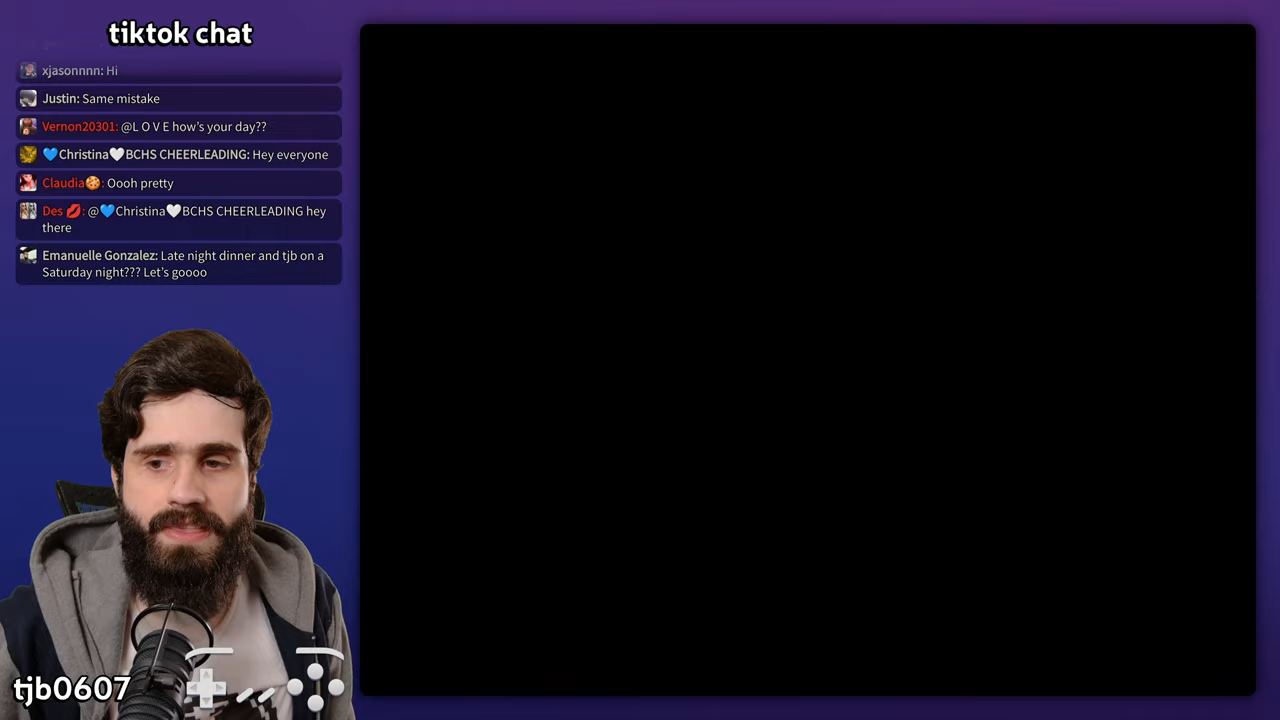 tiktok chat
xjasonnnn: Hi
Justin: Same mistake
Vernon20301: @L O V E how’s your day??
💙Christina🤍BCHS CHEERLEADING: Hey everyone
Claudia🍪: Oooh pretty
Des 💋: @💙Christina🤍BCHS CHEERLEADING hey
there
Emanuelle Gonzalez: Late night dinner and tjb on a
Saturday night??? Let’s goooo
tjb0607